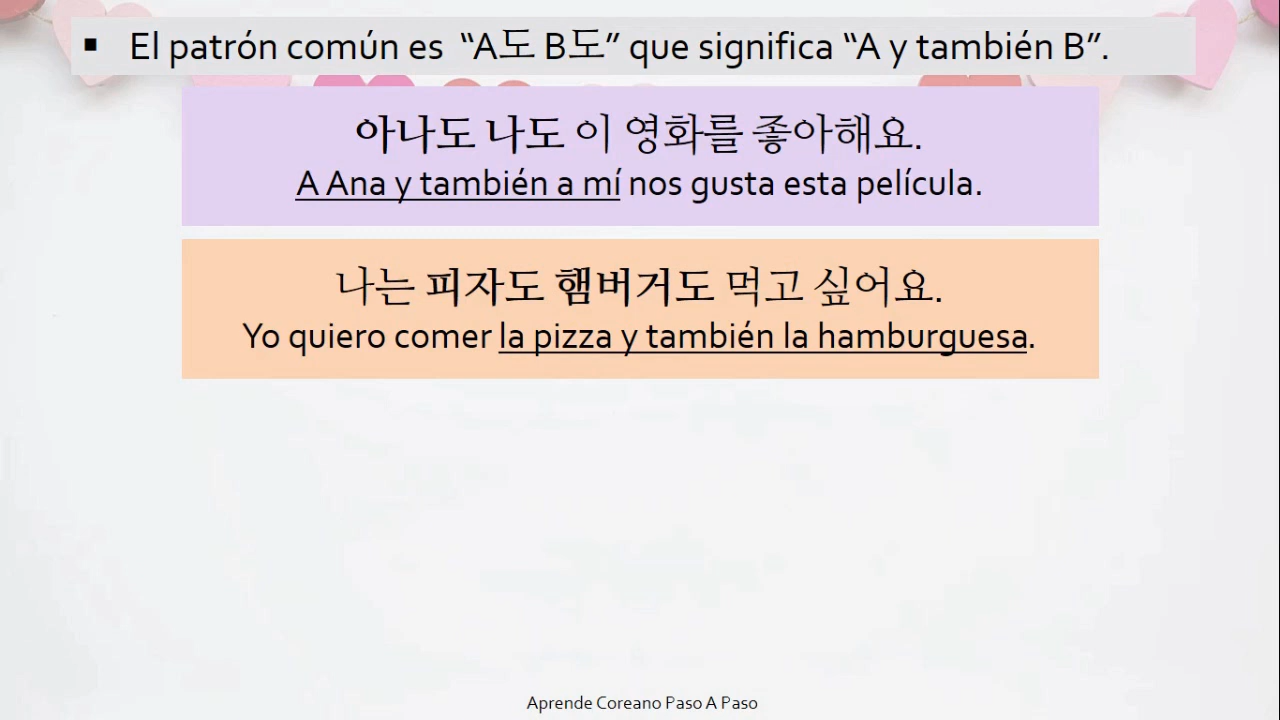 ▪ El patrón común es “A도 B도” que significa “A y también B”.
아나도 나도 이 영화를 좋아해요.
A Ana y también a mí nos gusta esta película.
나는 피자도 햄버거도 먹고 싶어요.
Yo quiero comer la pizza y también la hamburguesa.
Aprende Coreano Paso A Paso